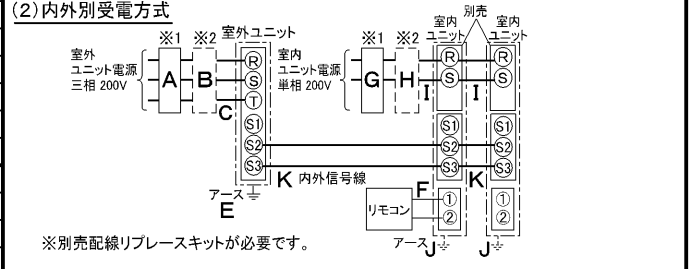 (2)内外別受電方式
別売
※1 ※2 室外ユニット
※1 ※2 室内ユニット 室内ユニット
室外ユニット電源
三相 200V
A B C
R
S
T
S1
S2
S3
室内ユニット電源
単相 200V
G H I I
R
S
S1
S2
S3
R
S
S1
S2
S3
K 内外信号線
K
アース
E
リモコン
F
①
②
①
②
アース J J
※別売配線リプレースキットが必要です。